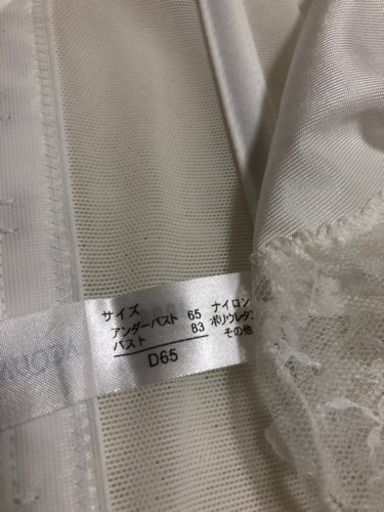 サイズ
アンダーバスト 65
バスト 83
D65
ナイロン
ポリウレタン
その他